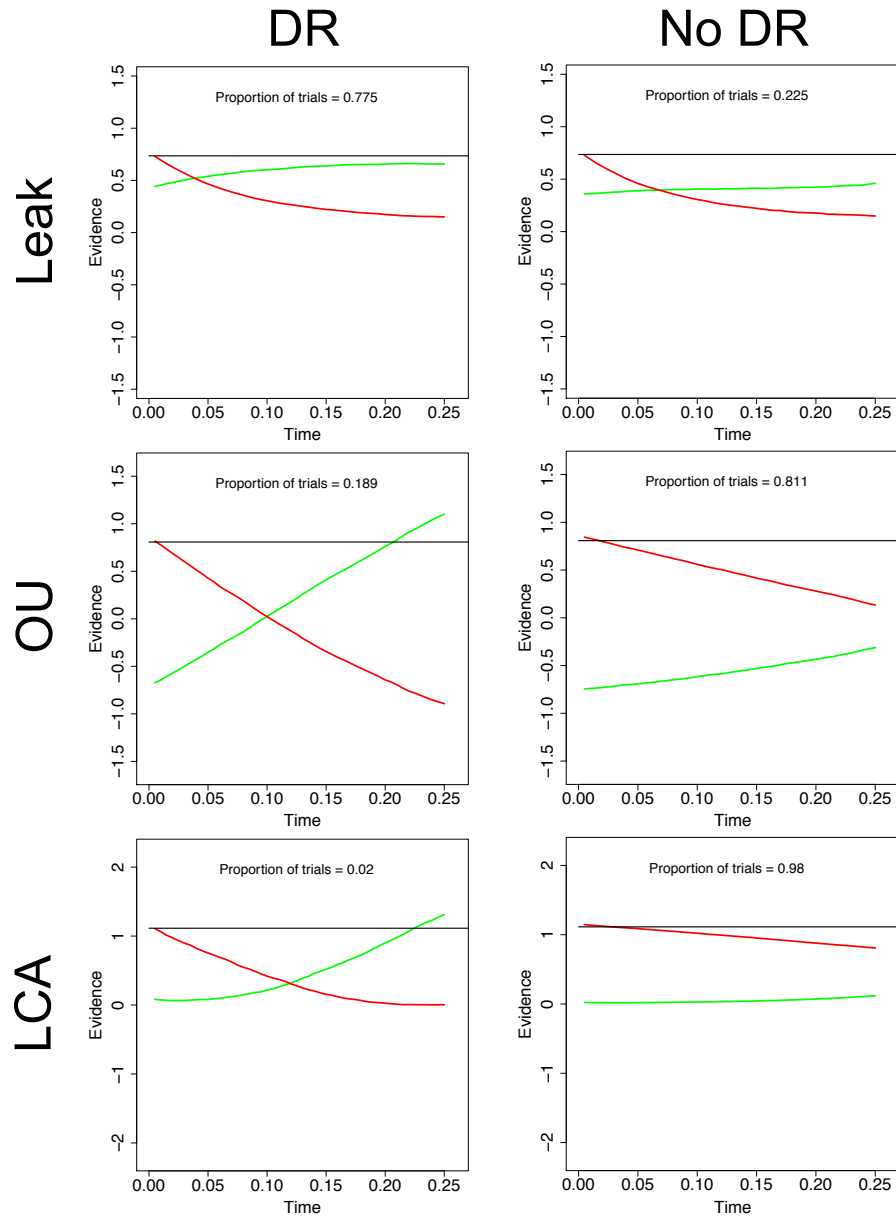 DR
No DR
Leak
Proportion of trials = 0.775
Evidence
1.5
1.0
0.5
0.0
−0.5
−1.0
−1.5
0.00 0.05 0.10 0.15 0.20 0.25
Time
Proportion of trials = 0.225
Evidence
1.5
1.0
0.5
0.0
−0.5
−1.0
−1.5
0.00 0.05 0.10 0.15 0.20 0.25
Time
OU
Proportion of trials = 0.189
Evidence
1.5
1.0
0.5
0.0
−0.5
−1.0
−1.5
0.00 0.05 0.10 0.15 0.20 0.25
Time
Proportion of trials = 0.811
Evidence
1.5
1.0
0.5
0.0
−0.5
−1.0
−1.5
0.00 0.05 0.10 0.15 0.20 0.25
Time
LCA
Proportion of trials = 0.02
Evidence
2
1
0
−1
−2
0.00 0.05 0.10 0.15 0.20 0.25
Time
Proportion of trials = 0.98
Evidence
2
1
0
−1
−2
0.00 0.05 0.10 0.15 0.20 0.25
Time